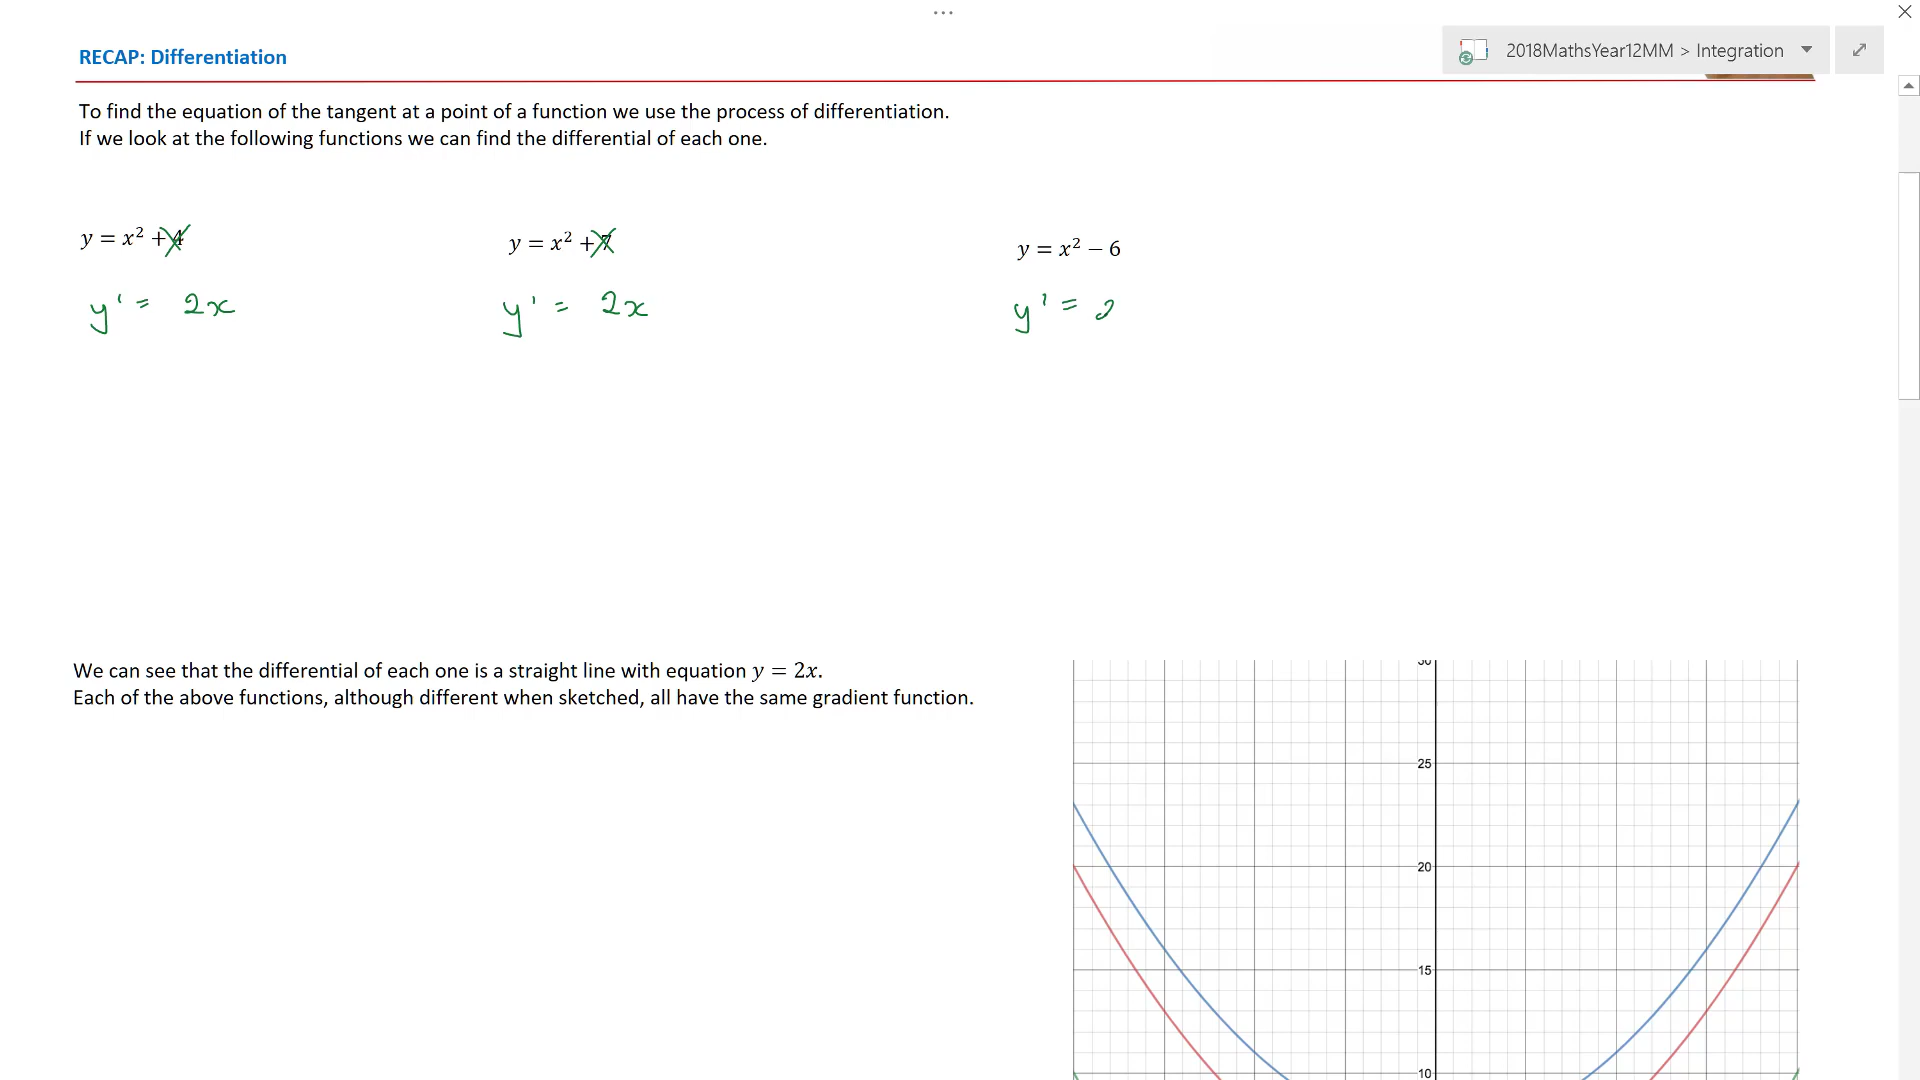 ...
2018MathsYear12MM > Integration
RECAP: Differentiation
To find the equation of the tangent at a point of a function we use the process of differentiation.
If we look at the following functions we can find the differential of each one.
y = x² + 4
y = x² + 7
y = x² − 6
y' = 2x
y' = 2x
y' = 2
We can see that the differential of each one is a straight line with equation y = 2x.
Each of the above functions, although different when sketched, all have the same gradient function.
30
25
20
15
10